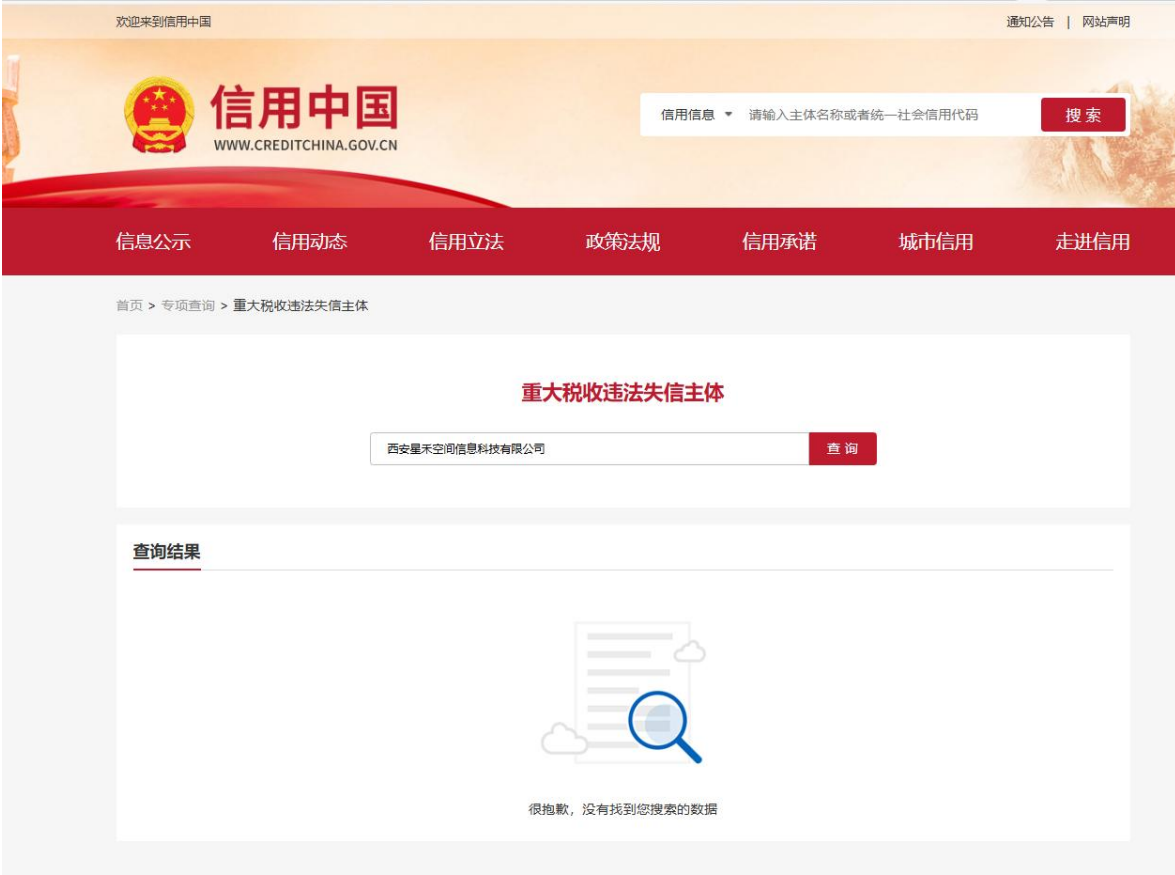 欢迎来到信用中国
通知公告 | 网站声明
信用中国
WWW.CREDITCHINA.GOV.CN
信用信息 请输入主体名称或者统一社会信用代码 搜索
信息公示 信用动态 信用立法 政策法规 信用承诺 城市信用 走进信用
首页 > 专项查询 > 重大税收违法失信主体
重大税收违法失信主体
西安星禾空间信息科技有限公司 查询
查询结果
很抱歉，没有找到您搜索的数据